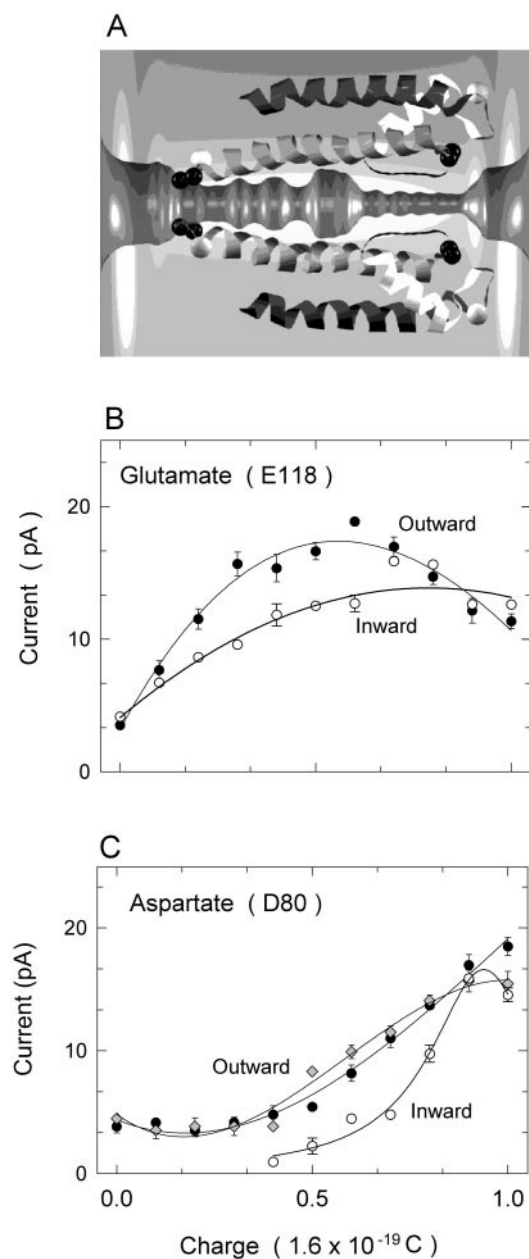 A
B
Glutamate ( E118 )
20
Outward
10
Inward
0
Current ( pA )
C
Aspartate ( D80 )
20
10
Outward
Inward
0
Current (pA)
0.0 0.5 1.0
Charge ( 1.6 x 10 -19 C )